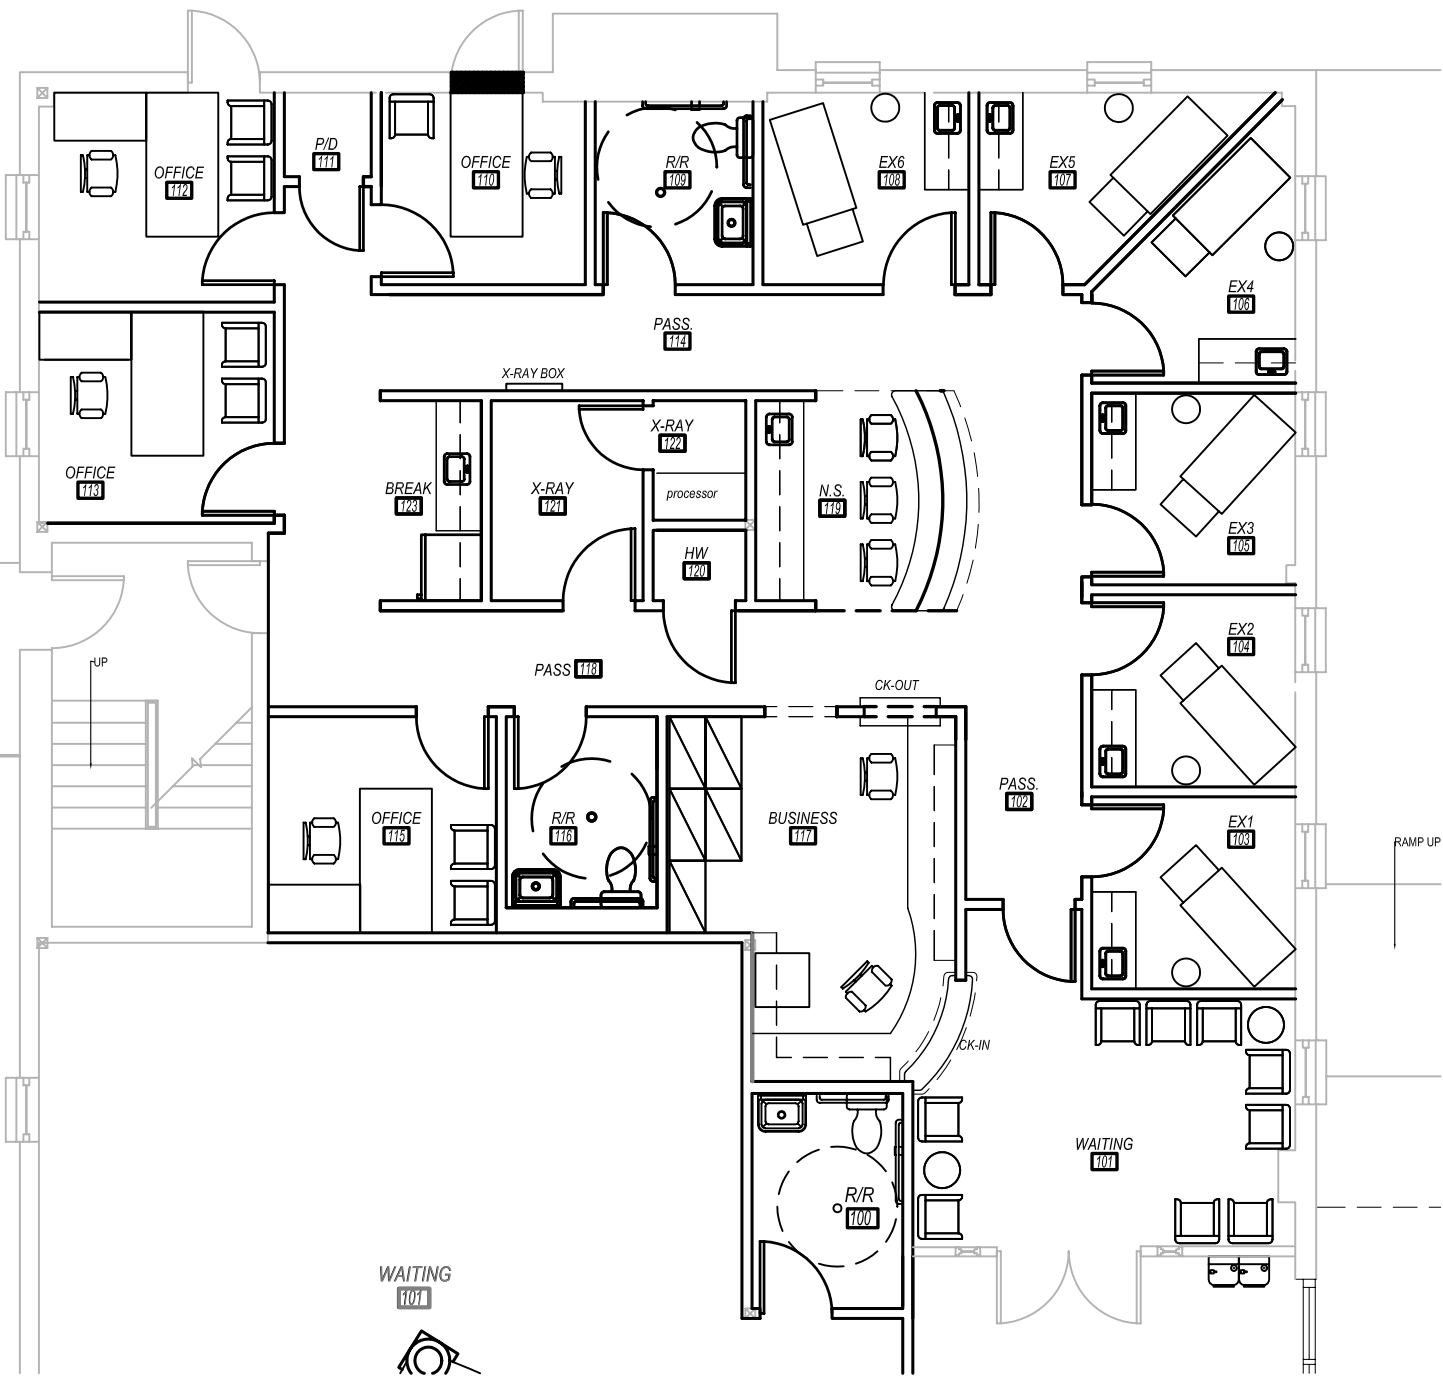 P/D
111
OFFICE
112
OFFICE
110
R/R
109
EX6
108
EX5
107
EX4
106
PASS.
114
X-RAY BOX
X-RAY
122
OFFICE
113
BREAK
123
X-RAY
121
processor
N.S.
119
EX3
105
HW
120
EX2
104
UP
PASS 118
CK-OUT
PASS.
102
OFFICE
115
R/R
116
BUSINESS
117
EX1
103
RAMP UP
CK-IN
WAITING
101
R/R
100
WAITING
101